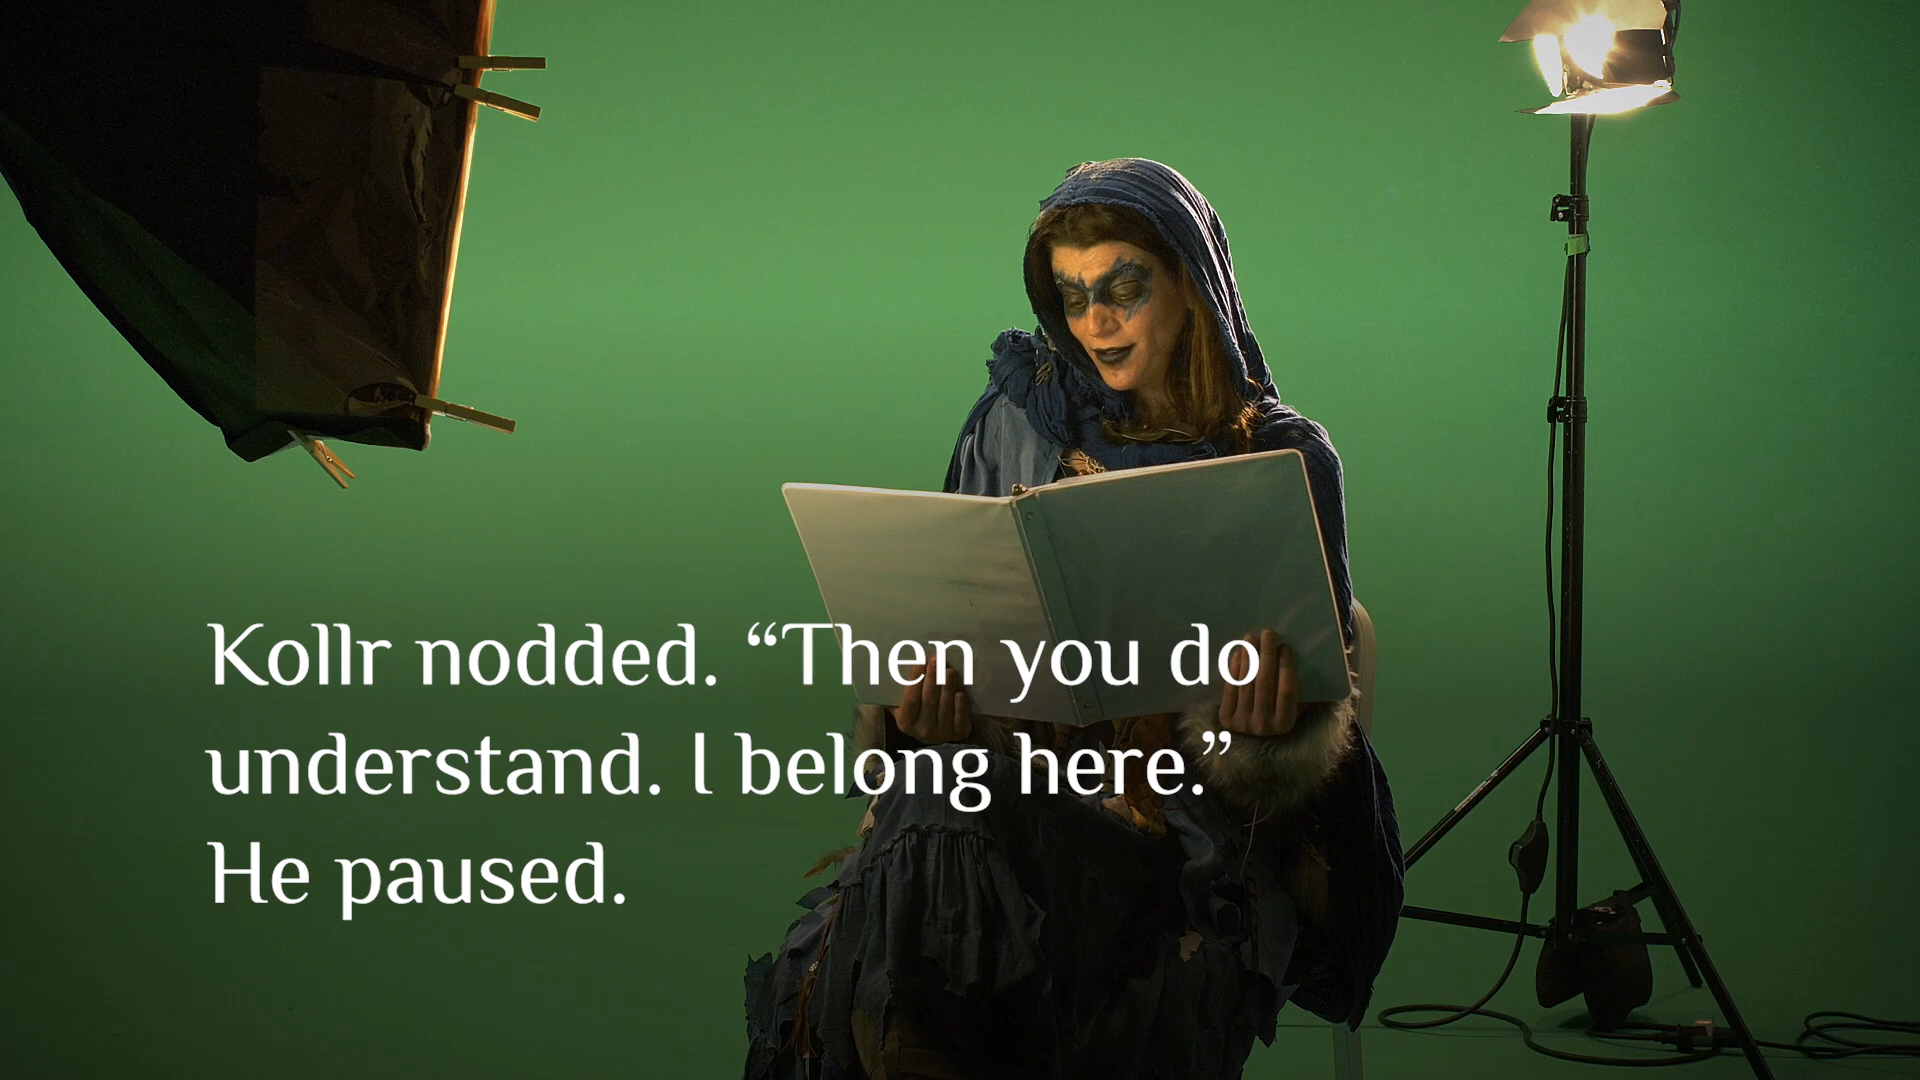 Kollr nodded. “Then you do
understand. I belong here.”
He paused.